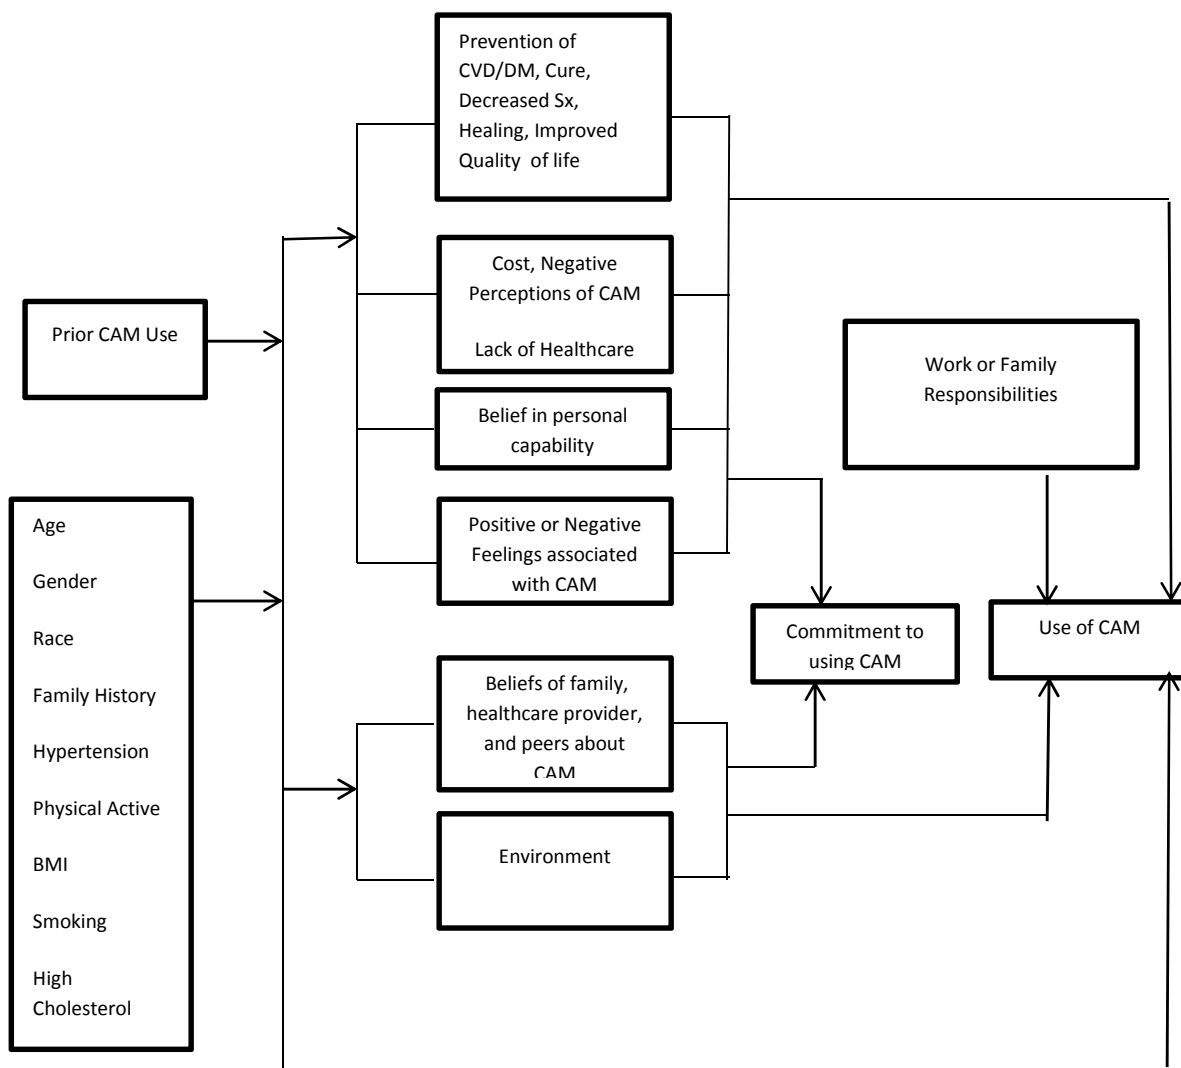 Prevention of
CVD/DM, Cure,
Decreased Sx,
Healing, Improved
Quality of life
Cost, Negative
Perceptions of CAM
Lack of Healthcare
Prior CAM Use
Work or Family
Responsibilities
Belief in personal
capability
Age
Gender
Race
Family History
Hypertension
Physical Active
BMI
Smoking
High
Cholesterol
Positive or Negative
Feelings associated
with CAM
Commitment to
using CAM
Use of CAM
Beliefs of family,
healthcare provider,
and peers about
CAM
Environment